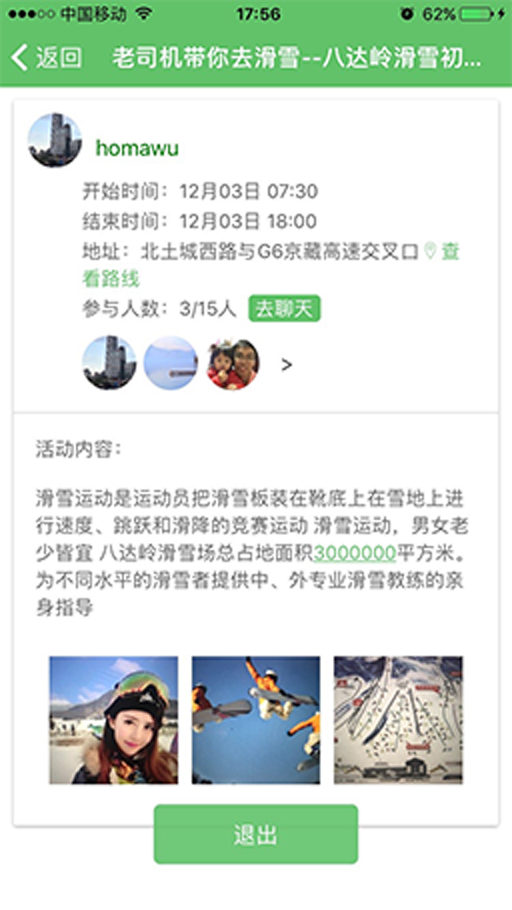 中国移动 17:56 62%
返回 老司机带你去滑雪--八达岭滑雪初...
homawu
开始时间：12月03日 07:30
结束时间：12月03日 18:00
地址：北土城西路与G6京藏高速交叉口 查
看路线
参与人数：3/15人 去聊天
>
活动内容：
滑雪运动是运动员把滑雪板装在靴底上在雪地上进
行速度、跳跃和滑降的竞赛运动 滑雪运动，男女老
少皆宜 八达岭滑雪场总占地面积3000000平方米。
为不同水平的滑雪者提供中、外专业滑雪教练的亲
身指导
退出